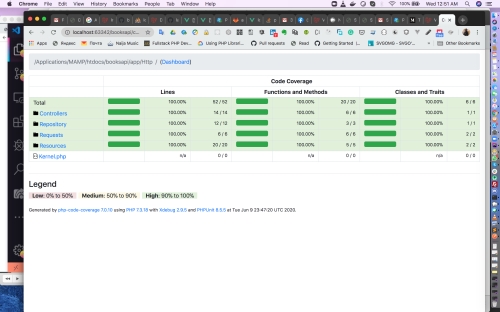 Chrome File Edit View History Bookmarks People Tab Window Help
100% Wed 12:51 AM
localhost:63342/booksapi/c...
Apps Яндекс Почта Naija Music Fullstack PHP Dev... Using PHP Librar... Pull requests Read Getting Started SVGOMG - SVGO'... Other Bookmarks
/Applications/MAMP/htdocs/booksapi/app/Http / (Dashboard)
Code Coverage
Lines Functions and Methods Classes and Traits
Total 100.00% 52 / 52 100.00% 20 / 20 100.00% 6 / 6
Controllers 100.00% 14 / 14 100.00% 6 / 6 100.00% 1 / 1
Repository 100.00% 12 / 12 100.00% 3 / 3 100.00% 1 / 1
Requests 100.00% 6 / 6 100.00% 6 / 6 100.00% 2 / 2
Resources 100.00% 20 / 20 100.00% 5 / 5 100.00% 2 / 2
Kernel.php n/a 0 / 0 n/a 0 / 0 n/a 0 / 0
Legend
Low: 0% to 50% Medium: 50% to 90% High: 90% to 100%
Generated by php-code-coverage 7.0.10 using PHP 7.3.18 with Xdebug 2.9.5 and PHPUnit 8.5.5 at Tue Jun 9 23:47:20 UTC 2020.